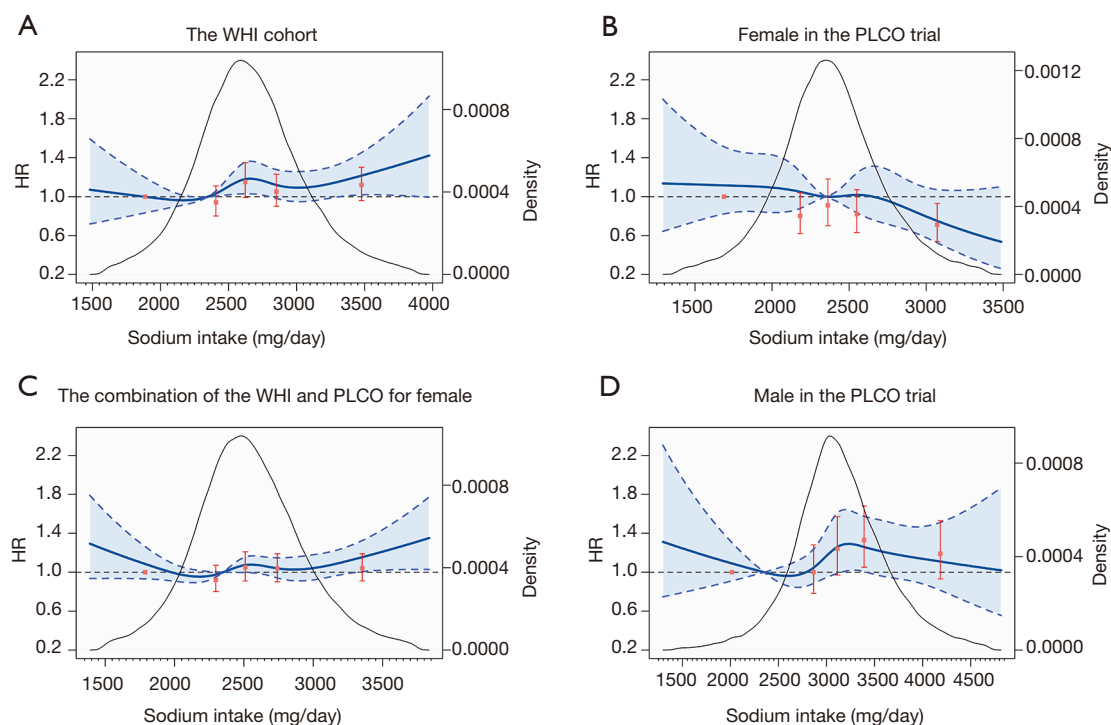 A
The WHI cohort
2.2
1.8
1.4
1.0
0.6
0.2
HR
0.0008
0.0004
0.0000
Density
1500 2000 2500 3000 3500 4000
Sodium intake (mg/day)
B
Female in the PLCO trial
2.2
1.8
1.4
1.0
0.6
0.2
HR
0.0012
0.0008
0.0004
0.0000
Density
1500 2000 2500 3000 3500
Sodium intake (mg/day)
C
The combination of the WHI and PLCO for female
2.2
1.8
1.4
1.0
0.6
0.2
HR
0.0008
0.0004
0.0000
Density
1500 2000 2500 3000 3500
Sodium intake (mg/day)
D
Male in the PLCO trial
2.2
1.8
1.4
1.0
0.6
0.2
HR
0.0008
0.0004
0.0000
Density
1500 2000 2500 3000 3500 4000 4500
Sodium intake (mg/day)